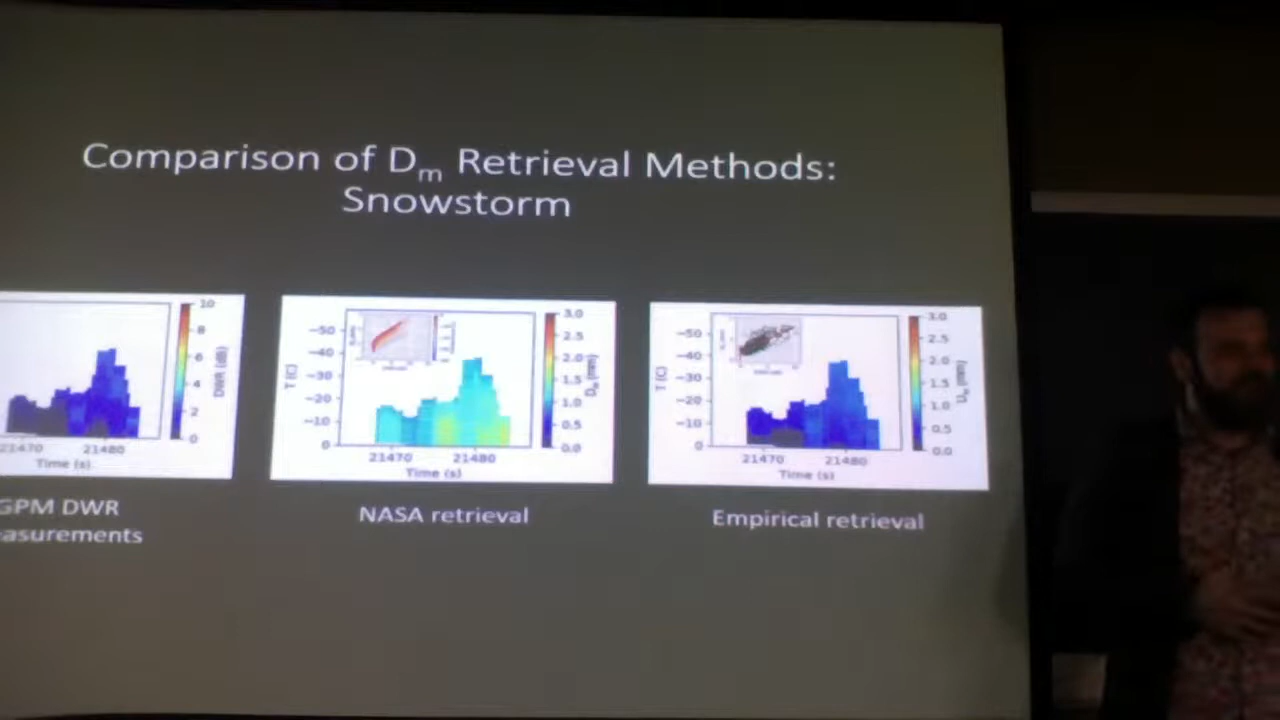 Comparison of Dm Retrieval Methods:
Snowstorm
10
8
6
4
2
0
DWR (dB)
21470
21480
Time (s)
GPM DWR
easurements
-50
-40
-30
-20
-10
0
T (C)
21470
21480
Time (s)
3.0
2.5
2.0
1.5
1.0
0.5
0.0
Dm (mm)
NASA retrieval
-50
-40
-30
-20
-10
0
T (C)
21470
21480
Time (s)
3.0
2.5
2.0
1.5
1.0
0.5
0.0
Dm (mm)
Empirical retrieval